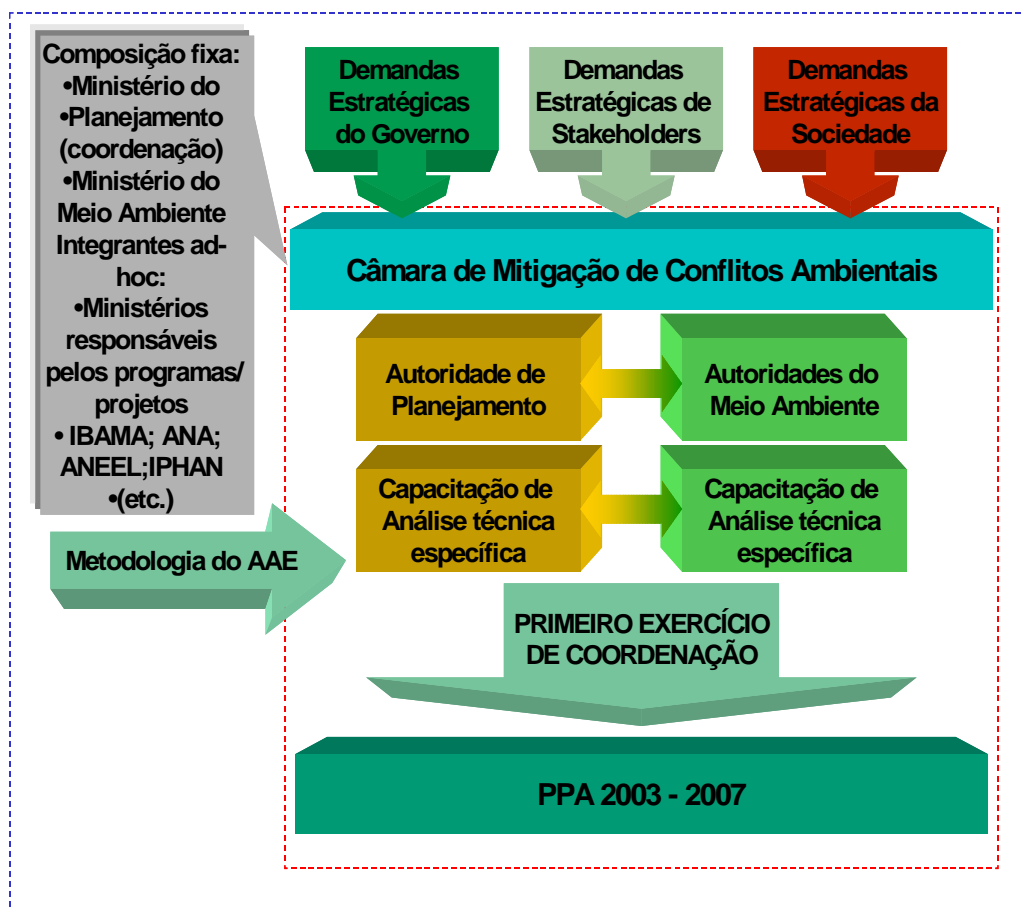 Composição fixa:
•Ministério do
•Planejamento
(coordenação)
•Ministério do
Meio Ambiente
Integrantes ad-
hoc:
•Ministérios
responsáveis
pelos programas/
projetos
• IBAMA; ANA;
ANEEL;IPHAN
•(etc.)
Demandas
Estratégicas
do Governo
Demandas
Estratégicas de
Stakeholders
Demandas
Estratégicas da
Sociedade
Câmara de Mitigação de Conflitos Ambientais
Autoridade de
Planejamento
Autoridades do
Meio Ambiente
Capacitação de
Análise técnica
específica
Capacitação de
Análise técnica
específica
Metodologia do AAE
PRIMEIRO EXERCÍCIO
DE COORDENAÇÃO
PPA 2003 - 2007